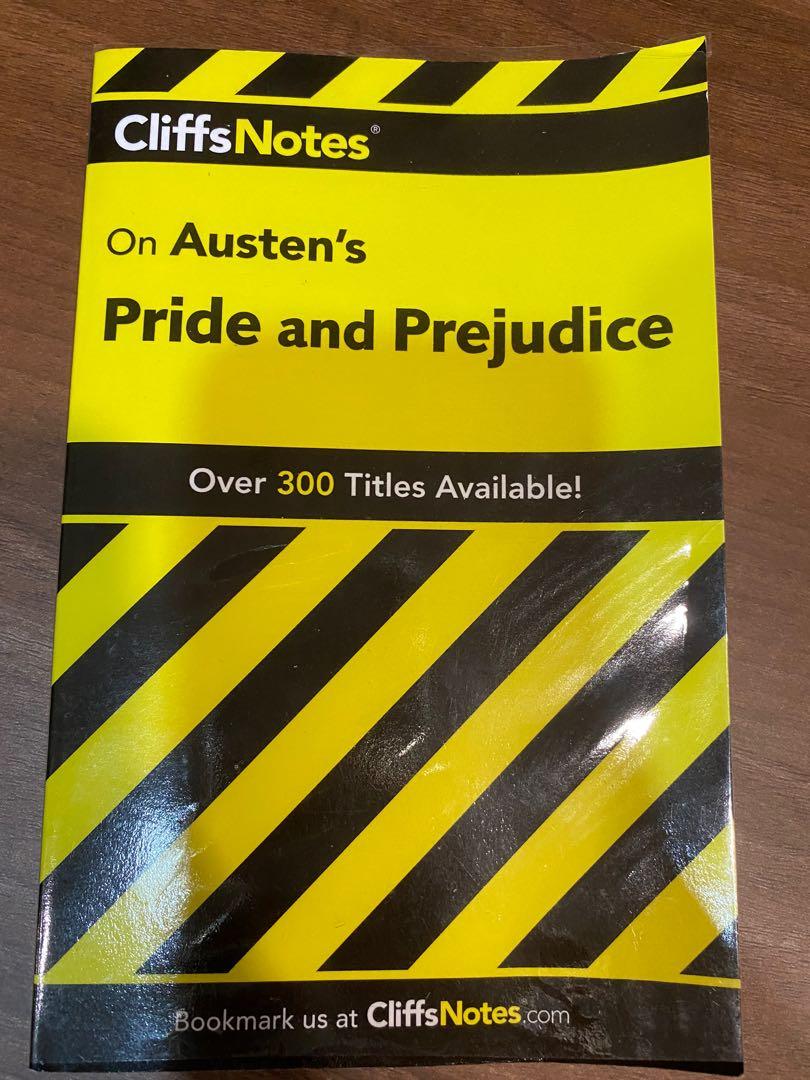 CliffsNotes®
On Austen's
Pride and Prejudice
Over 300 Titles Available!
Bookmark us at CliffsNotes.com